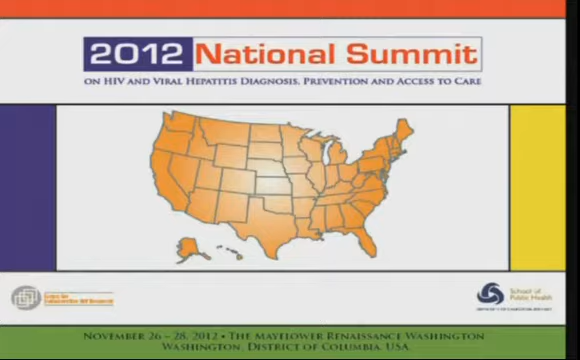 2012 National Summit
ON HIV AND VIRAL HEPATITIS DIAGNOSIS, PREVENTION AND ACCESS TO CARE
School of
Public Health
NOVEMBER 26 – 28, 2012 • THE MAYFLOWER RENAISSANCE WASHINGTON
WASHINGTON, DISTRICT OF COLUMBIA, USA